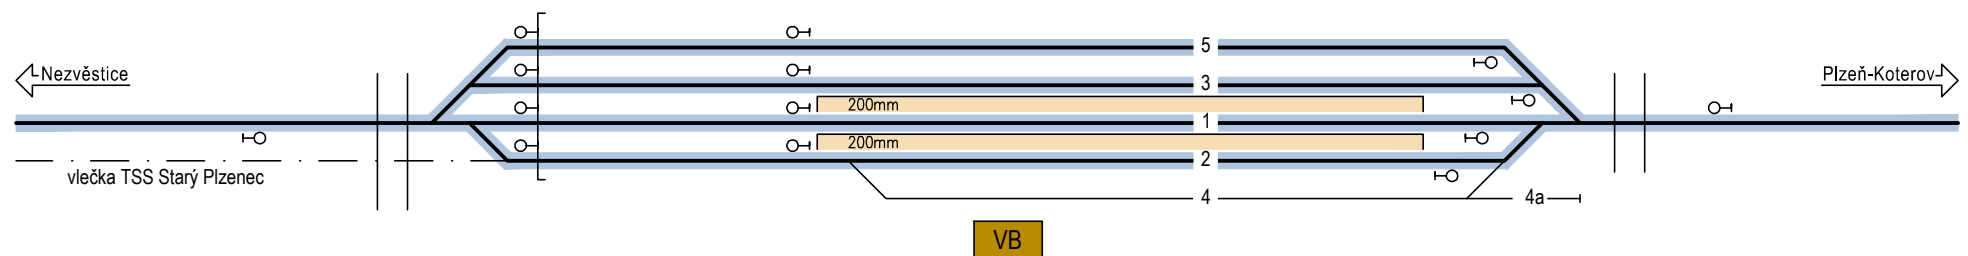 5
Nezvěstice
Plzeň-Koterov
3
200mm
1
200mm
2
vlečka TSS Starý Plzenec
4
4a
VB